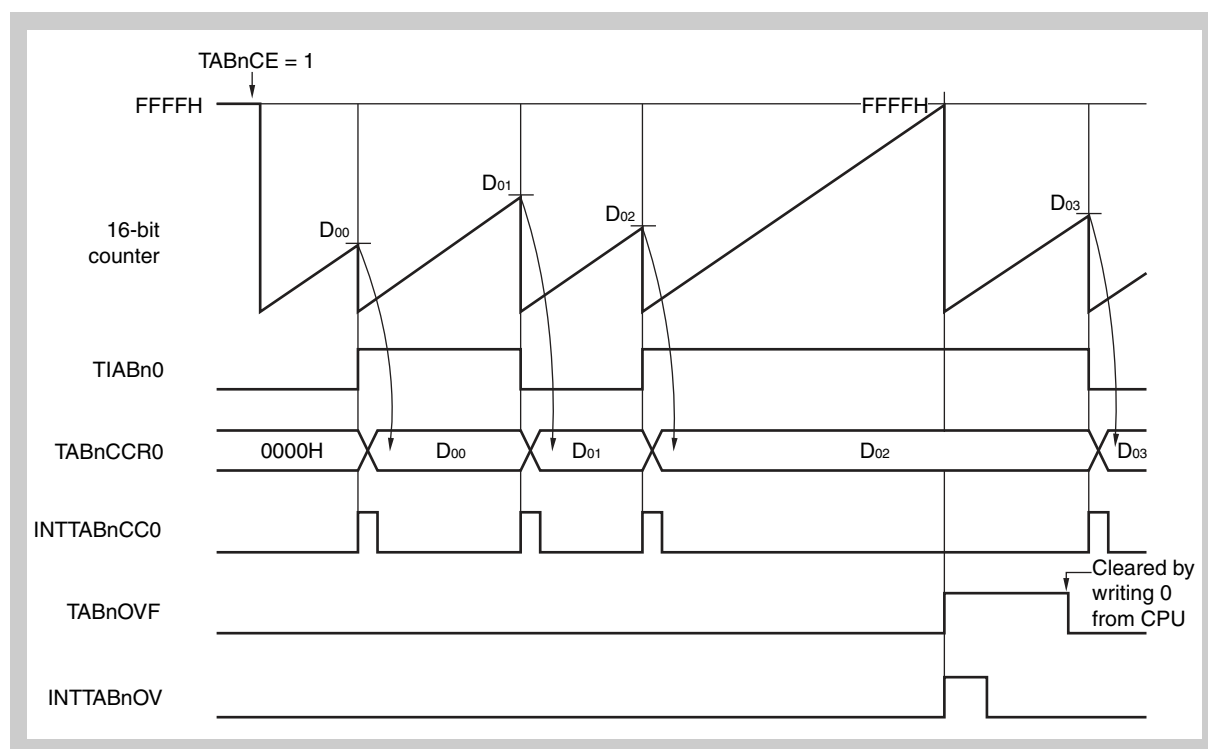 TABnCE = 1
FFFFH
FFFFH
D01
D03
D02
D00
16-bit
counter
TIABn0
TABnCCR0
0000H
D00
D01
D02
D03
INTTABnCC0
Cleared by
writing 0
from CPU
TABnOVF
INTTABnOV